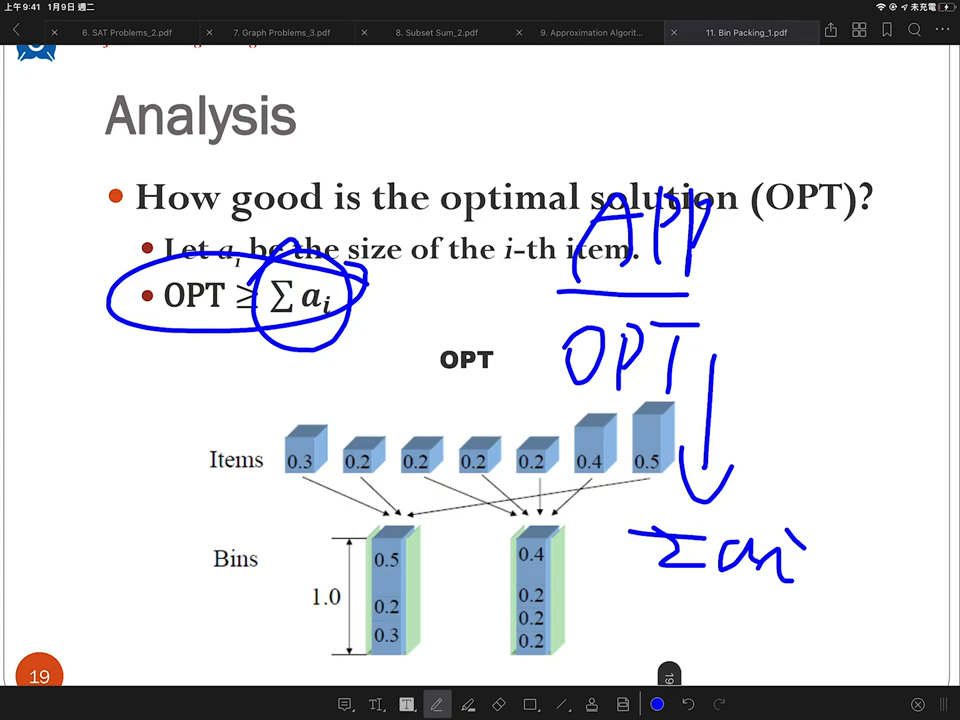 上午9:41 1月9日 週二 未充電
6. SAT Problems_2.pdf
7. Graph Problems_3.pdf
8. Subset Sum_2.pdf
9. Approximation Algorit...
11. Bin Packing_1.pdf
Analysis
How good is the optimal solution (OPT)?
Let aᵢ be the size of the i-th item.
OPT ≥ ∑ aᵢ
APP
OPT
∑ ai
OPT
Items 0.3 0.2 0.2 0.2 0.2 0.4 0.5
Bins
1.0
0.5
0.2
0.3
0.4
0.2
0.2
0.2
19
19